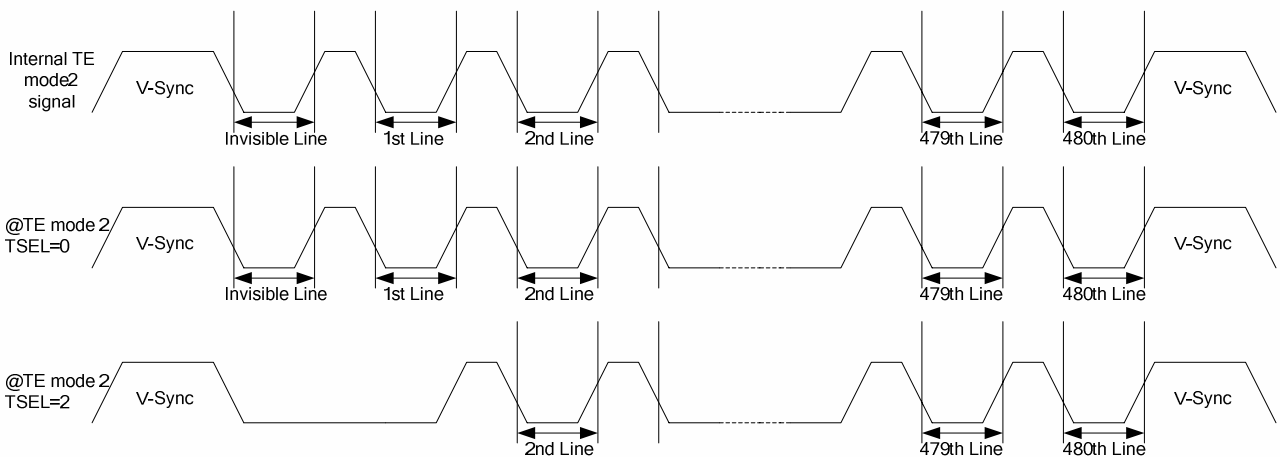 Internal TE
mode2
signal
V-Sync
V-Sync
Invisible Line
1st Line
2nd Line
479th Line
480th Line
@TE mode 2
TSEL=0
V-Sync
V-Sync
Invisible Line
1st Line
2nd Line
479th Line
480th Line
@TE mode 2
TSEL=2
V-Sync
V-Sync
2nd Line
479th Line
480th Line